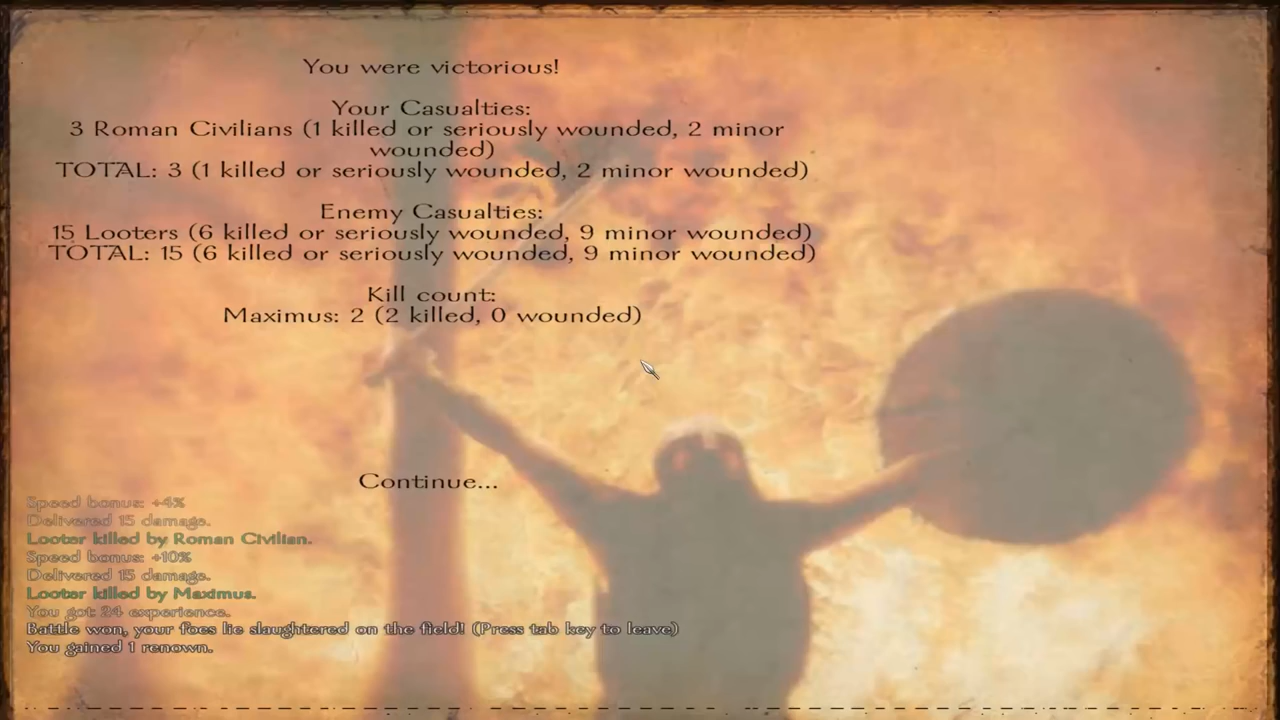 You were victorious!
Your Casualties:
3 Roman Civilians (1 killed or seriously wounded, 2 minor
wounded)
TOTAL: 3 (1 killed or seriously wounded, 2 minor wounded)
Enemy Casualties:
15 Looters (6 killed or seriously wounded, 9 minor wounded)
TOTAL: 15 (6 killed or seriously wounded, 9 minor wounded)
Kill count:
Maximus: 2 (2 killed, 0 wounded)
Continue...
Speed bonus: +4%
Delivered 15 damage.
Looter killed by Roman Civilian.
Speed bonus: +10%
Delivered 15 damage.
Looter killed by Maximus.
You got 24 experience.
Battle won, your foes lie slaughtered on the field! (Press tab key to leave)
You gained 1 renown.